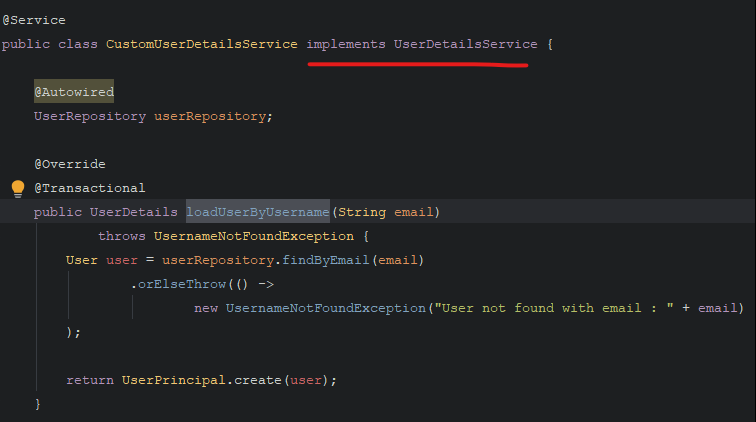 @Service
public class CustomUserDetailsService implements UserDetailsService {
@Autowired
UserRepository userRepository;
@Override
@Transactional
public UserDetails loadUserByUsername(String email)
throws UsernameNotFoundException {
User user = userRepository.findByEmail(email)
.orElseThrow(() ->
new UsernameNotFoundException("User not found with email : " + email)
);
return UserPrincipal.create(user);
}